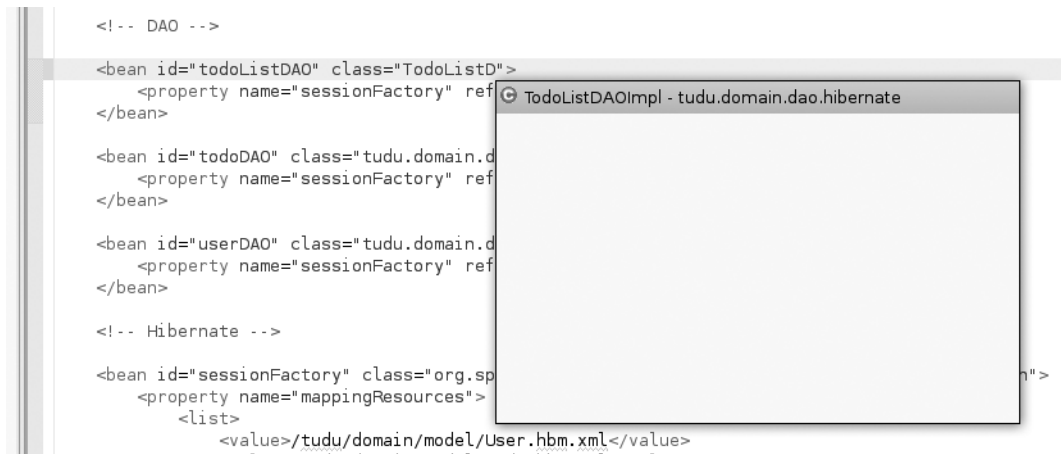 <!-- DAO -->
<bean id="todoListDAO" class="TodoListD">
<property name="sessionFactory" ref
TodoListDAOImpl - tudu.domain.dao.hibernate
</bean>
<bean id="todoDAO" class="tudu.domain.d
<property name="sessionFactory" ref
</bean>
<bean id="userDAO" class="tudu.domain.d
<property name="sessionFactory" ref
</bean>
<!-- Hibernate -->
<bean id="sessionFactory" class="org.sp n">
<property name="mappingResources">
<list>
<value>/tudu/domain/model/User.hbm.xml</value>